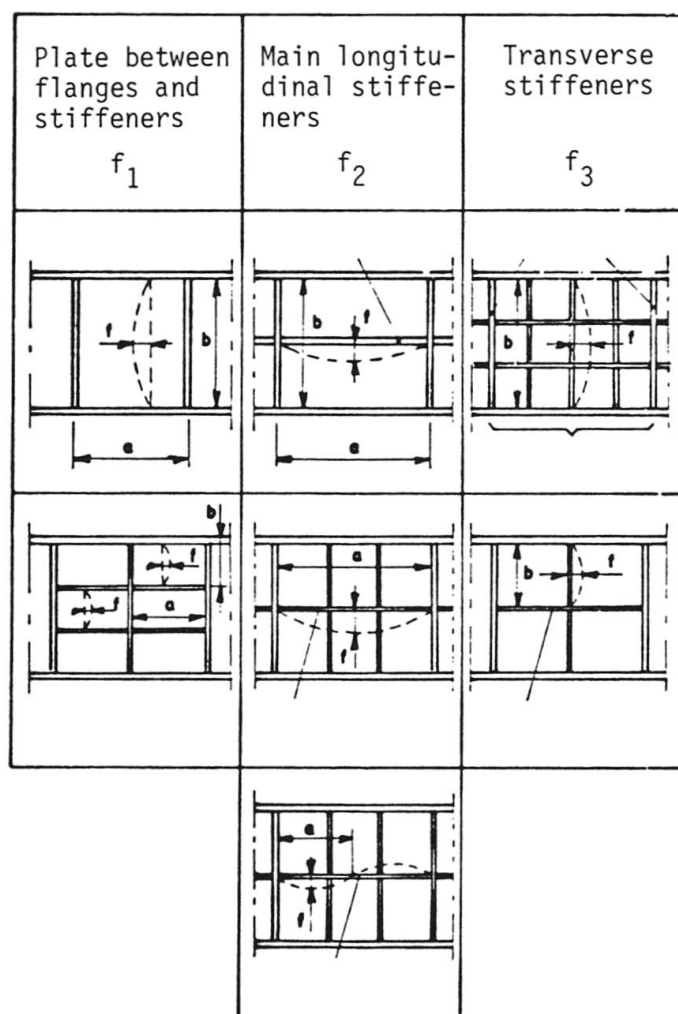 Plate between
flanges and
stiffeners
f1
Main longitu-
dinal stiffe-
ners
f2
Transverse
stiffeners
f3
f
b
a
b
f
a
b
f
b
f
f
a
a
f
b
f
a
f